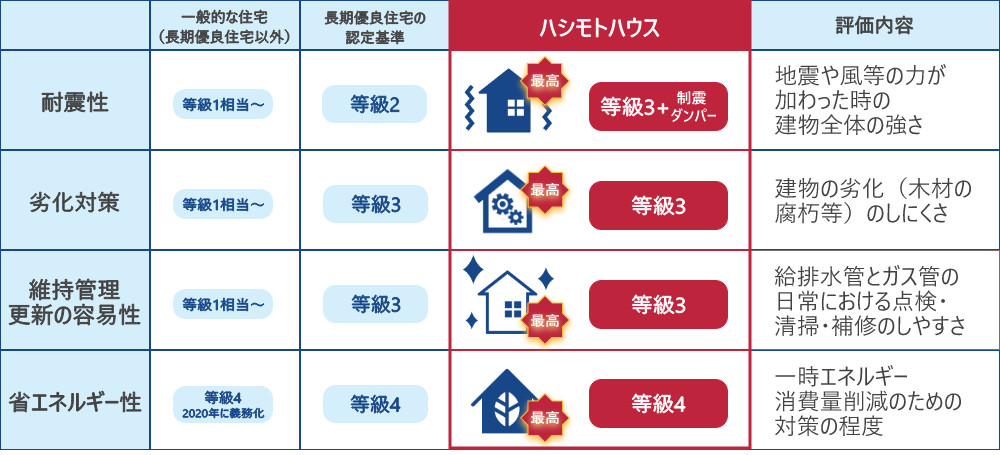 一般的な住宅
（長期優良住宅以外）
長期優良住宅の
認定基準
ハシモトハウス
評価内容
耐震性
等級1相当～
等級2
最高
等級3+制震
ダンパー
地震や風等の力が
加わった時の
建物全体の強さ
劣化対策
等級1相当～
等級3
最高
等級3
建物の劣化（木材の
腐朽等）のしにくさ
維持管理
更新の容易性
等級1相当～
等級3
最高
等級3
給排水管とガス管の
日常における点検・
清掃・補修のしやすさ
省エネルギー性
等級4
2020年に義務化
等級4
最高
等級4
一時エネルギー
消費量削減のための
対策の程度